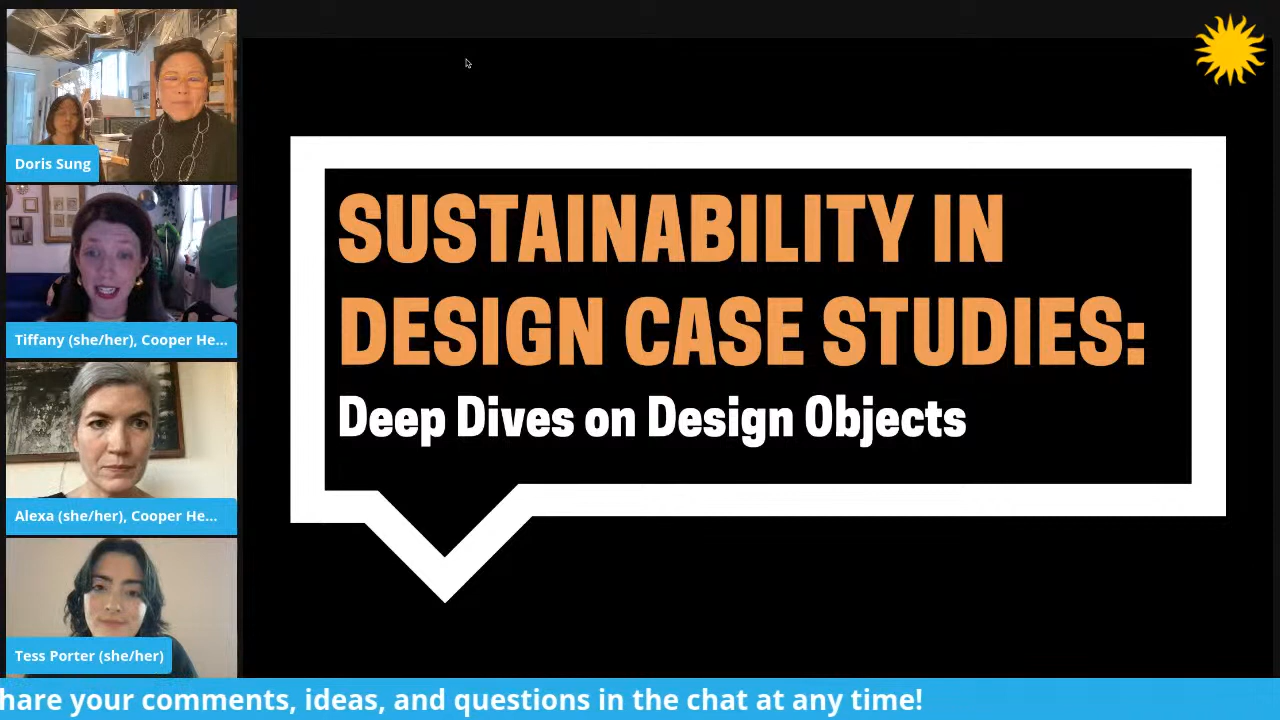 Doris Sung
Tiffany (she/her), Cooper He...
Alexa (she/her), Cooper He...
Tess Porter (she/her)
SUSTAINABILITY IN
DESIGN CASE STUDIES:
Deep Dives on Design Objects
hare your comments, ideas, and questions in the chat at any time!